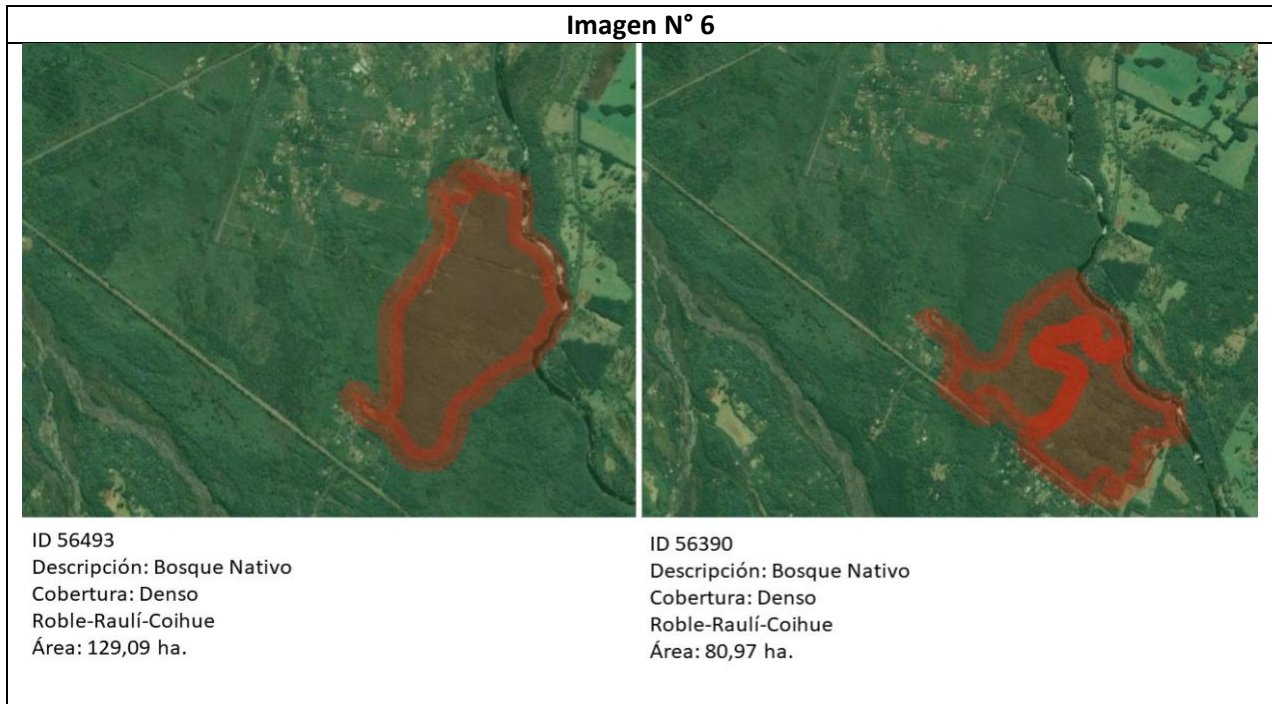 Imagen N° 6
ID 56493
Descripción: Bosque Nativo
Cobertura: Denso
Roble-Raulí-Coihue
Área: 129,09 ha.
ID 56390
Descripción: Bosque Nativo
Cobertura: Denso
Roble-Raulí-Coihue
Área: 80,97 ha.